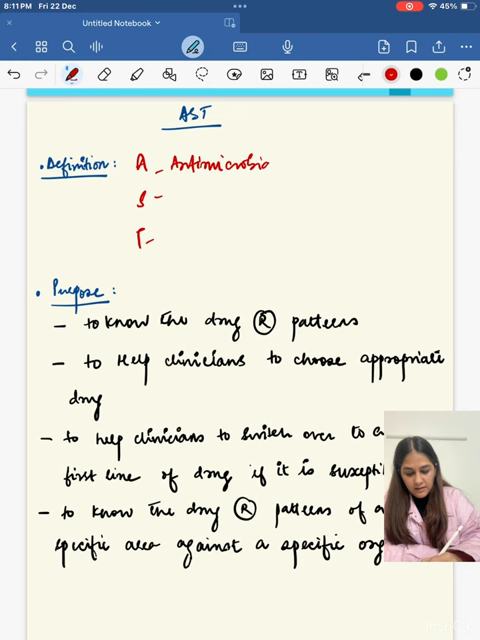 8:11 PM Fri 22 Dec
45%
Untitled Notebook
AST
• Definition : A - Antimicrobia
S -
T -
• Purpose :
- to know the drug R patterns
- to help clinicians to choose appropriate
drug
- to help clinicians to switch over to
first line of drug if it is suscepti
- to know the drug R patterns of a
specific area against a specific org